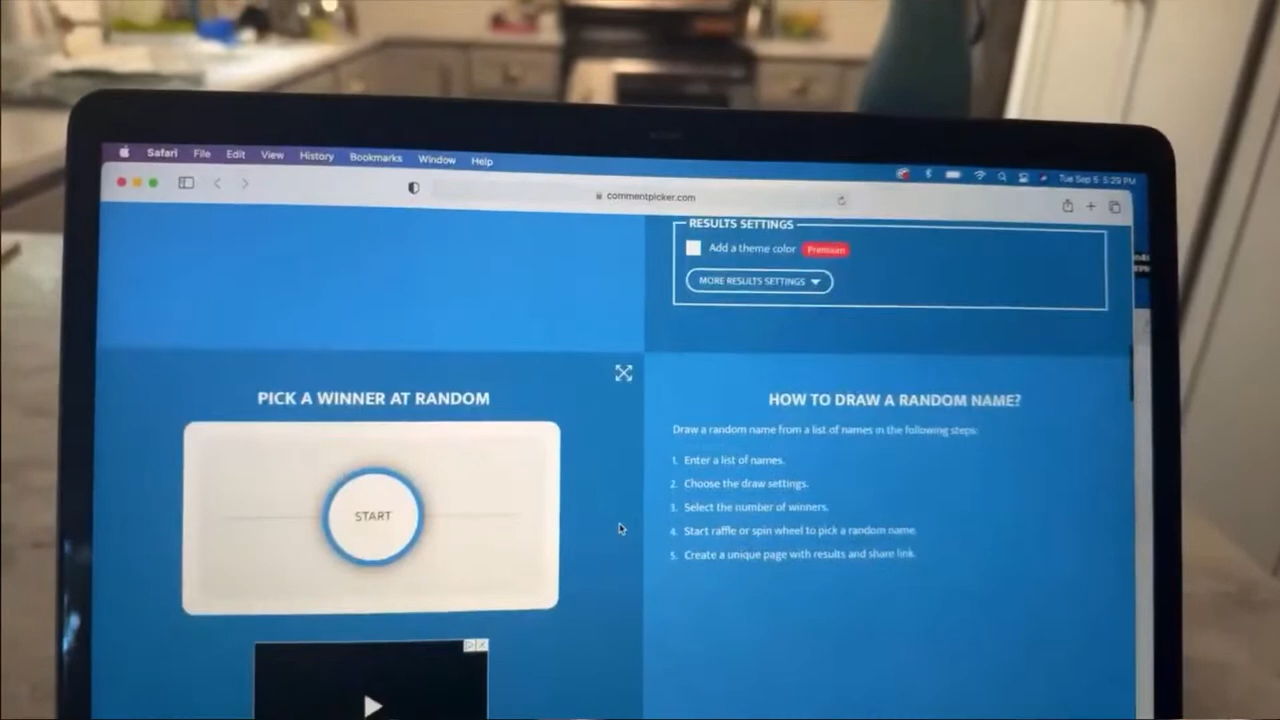 Safari File Edit View History Bookmarks Window Help
Tue Sep 5 5:29 PM
commentpicker.com
RESULTS SETTINGS
Add a theme color Premium
MORE RESULTS SETTINGS
PICK A WINNER AT RANDOM
START
HOW TO DRAW A RANDOM NAME?
Draw a random name from a list of names in the following steps:
1. Enter a list of names.
2. Choose the draw settings.
3. Select the number of winners.
4. Start raffle or spin wheel to pick a random name.
5. Create a unique page with results and share link.